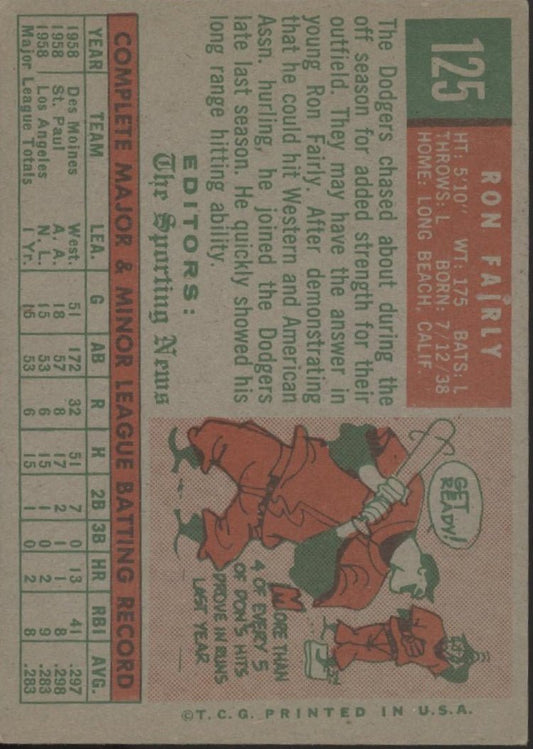 125
RON FAIRLY
HT: 5'10" WT: 175 BATS: L
THROWS: L BORN: 7/12/38
HOME: LONG BEACH, CALIF.
The Dodgers chased about during the
off season for added strength for their
outfield. They may have the answer in
young Ron Fairly. After demonstrating
that he could hit Western and American
Assn. hurling, he joined the Dodgers
late last season. He quickly showed his
long range hitting ability.
EDITORS:
The Sporting News
GET
READY!
MORE THAN
4 OF EVERY 5
OF DON'S HITS
DROVE IN RUNS
LAST YEAR
COMPLETE MAJOR & MINOR LEAGUE BATTING RECORD
YEAR TEAM LEA. G AB R H 2B 3B HR RBI AVG.
1958 Des Moines West. 51 172 32 51 7 0 13 41 .297
1958 St. Paul A. A. 18 57 8 17 2 1 1 8 .298
1958 Los Angeles N. L. 15 53 6 15 1 0 2 9 .283
Major League Totals 1 Yr. 16 53 6 15 1 0 2 8 .283
©T.C.G. PRINTED IN U.S.A.